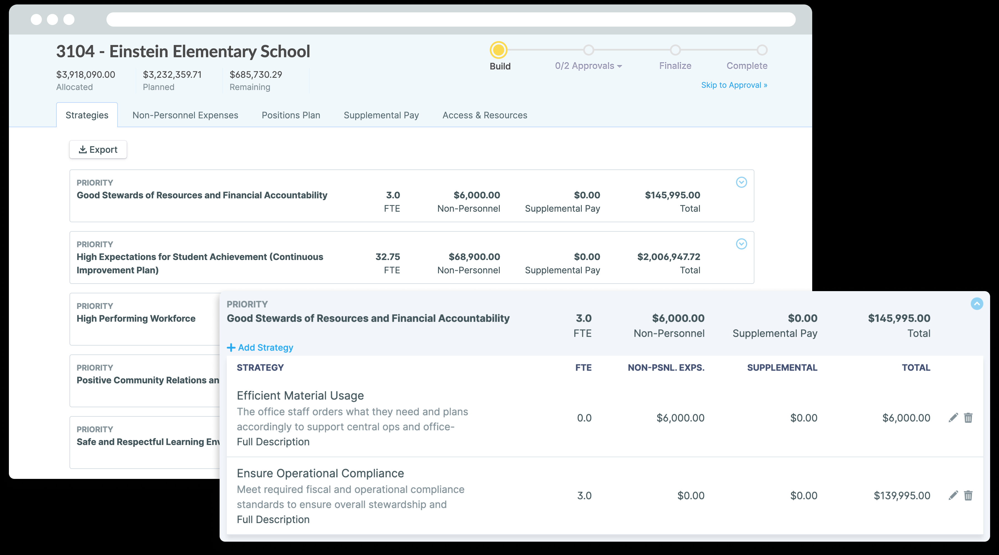 3104 - Einstein Elementary School
$3,918,090.00 $3,232,359.71 $685,730.29
Allocated Planned Remaining
Build 0/2 Approvals Finalize Complete
Skip to Approval »
Strategies Non-Personnel Expenses Positions Plan Supplemental Pay Access & Resources
Export
PRIORITY
Good Stewards of Resources and Financial Accountability 3.0 $6,000.00 $0.00 $145,995.00
FTE Non-Personnel Supplemental Pay Total
PRIORITY
High Expectations for Student Achievement (Continuous 32.75 $68,900.00 $0.00 $2,006,947.72
Improvement Plan) FTE Non-Personnel Supplemental Pay Total
PRIORITY
High Performing Workforce
PRIORITY
Positive Community Relations an
PRIORITY
Safe and Respectful Learning
PRIORITY
Good Stewards of Resources and Financial Accountability 3.0 $6,000.00 $0.00 $145,995.00
FTE Non-Personnel Supplemental Pay Total
Add Strategy
STRATEGY FTE NON-PSNL. EXPS. SUPPLEMENTAL TOTAL
Efficient Material Usage
The office staff orders what they need and plans
accordingly to support central ops and office-
Full Description
0.0 $6,000.00 $0.00 $6,000.00
Ensure Operational Compliance
Meet required fiscal and operational compliance
standards to ensure overall stewardship and
Full Description
3.0 $0.00 $0.00 $139,995.00